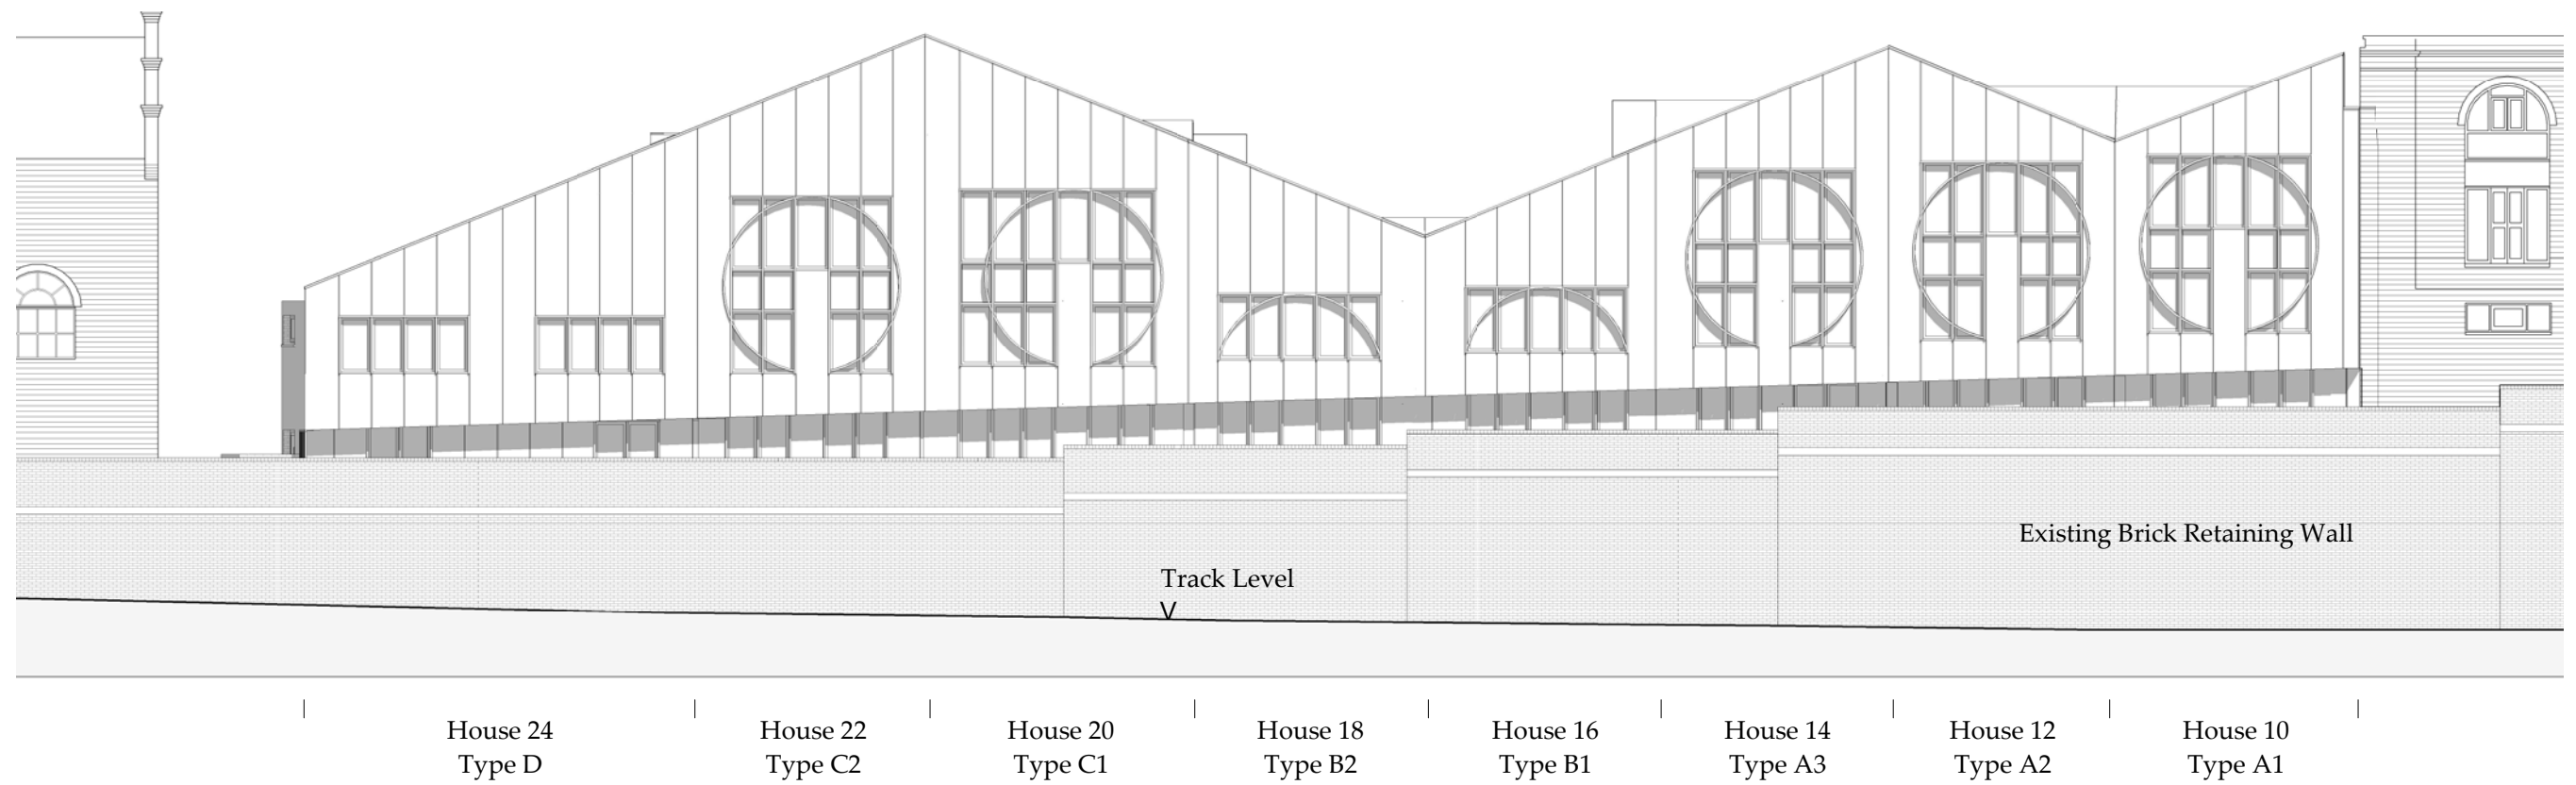 Existing Brick Retaining Wall
Track Level
V
House 24
Type D
House 22
Type C2
House 20
Type C1
House 18
Type B2
House 16
Type B1
House 14
Type A3
House 12
Type A2
House 10
Type A1